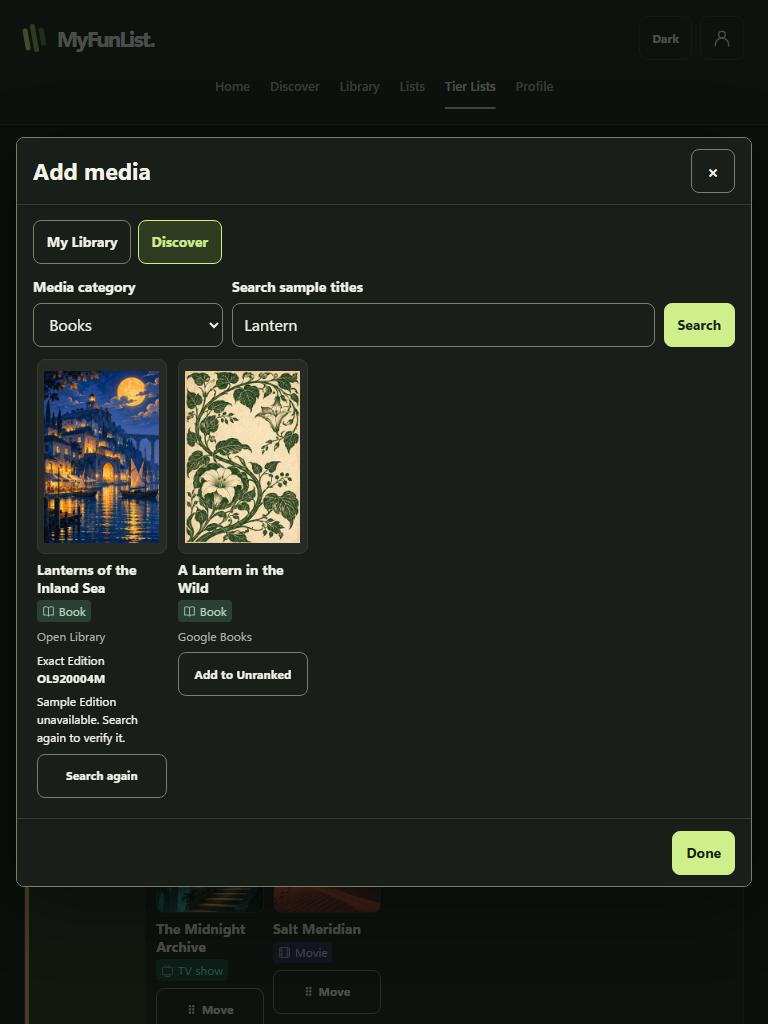 MyFunList.
Dark
Home Discover Library Lists Tier Lists Profile
Add media
×
My Library Discover
Media category
Search sample titles
Books
Lantern
Search
Lanterns of the
Inland Sea
Book
Open Library
Exact Edition
OL920004M
Sample Edition
unavailable. Search
again to verify it.
Search again
A Lantern in the
Wild
Book
Google Books
Add to Unranked
Done
The Midnight
Archive
TV show
Move
Salt Meridian
Movie
Move